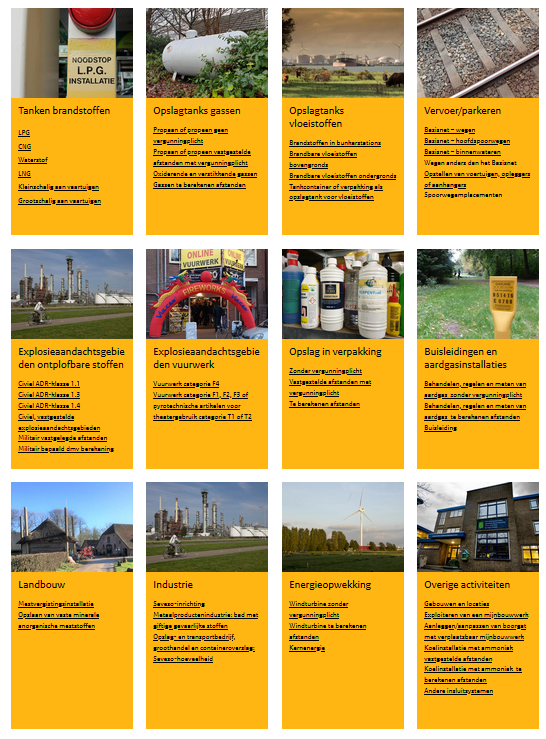 NOODSTOP
L.P.G.
INSTALLATIE
Tanken brandstoffen
LPG
CNG
Waterstof
LNG
Kleinschalig aan vaartuigen
Grootschalig aan vaartuigen
Opslagtanks gassen
Propaan of propeen geen
vergunningplicht
Propaan of propeen vastgestelde
afstanden met vergunningplicht
Oxiderende en verstikkende gassen
Gassen te berekenen afstanden
Opslagtanks
vloeistoffen
Brandstoffen in bunkerstations
Brandbare vloeistoffen
bovengronds
Brandbare vloeistoffen ondergronds
Tankcontainer of verpakking als
opslagtank voor vloeistoffen
Vervoer/parkeren
Basisnet – wegen
Basisnet – hoofdspoorwegen
Basisnet – binnenwateren
Wegen anders dan het Basisnet
Opstellen van voertuigen, opleggers
of aanhangers
Spoorwegemplacementen
ONLINE
VUURWERK
FIREWORKS
Explosieaandachtsgebie
den ontplofbare stoffen
Civiel ADR-klasse 1.1
Civiel ADR-klasse 1.3
Civiel ADR-klasse 1.4
Civiel, vastgestelde
explosieaandachtsgebieden
Militair vastgelegde afstanden
Militair bepaald dmv berekening
Explosieaandachtsgebie
den vuurwerk
Vuurwerk categorie F4
Vuurwerk categorie F1, F2, F3 of
pyrotechnische artikelen voor
theatergebruik categorie T1 of T2
Opslag in verpakking
Zonder vergunningplicht
Vastgestelde afstanden met
vergunningplicht
Te berekenen afstanden
Buisleidingen en
aardgasinstallaties
Behandelen, regelen en meten van
aardgas zonder vergunningplicht
Behandelen, regelen en meten van
aardgas te berekenen afstanden
Buisleiding
Landbouw
Mestvergistingsinstallatie
Opslaan van vaste minerale
anorganische meststoffen
Industrie
Seveso-inrichting
Metaalproductenindustrie: bad met
giftige gevaarlijke stoffen
Opslag- en transportbedrijf,
groothandel en containeroverslag:
Seveso-hoeveelheid
Energieopwekking
Windturbine zonder
vergunningplicht
Windturbine te berekenen
afstanden
Kernenergie
Overige activiteiten
Gebouwen en locaties
Exploiteren van een mijnbouwwerk
Aanleggen/aanpassen van boorgat
met verplaatsbaar mijnbouwwerk
Koelinstallatie met ammoniak
vastgestelde afstanden
Koelinstallatie met ammoniak te
berekenen afstanden
Andere insluitsystemen